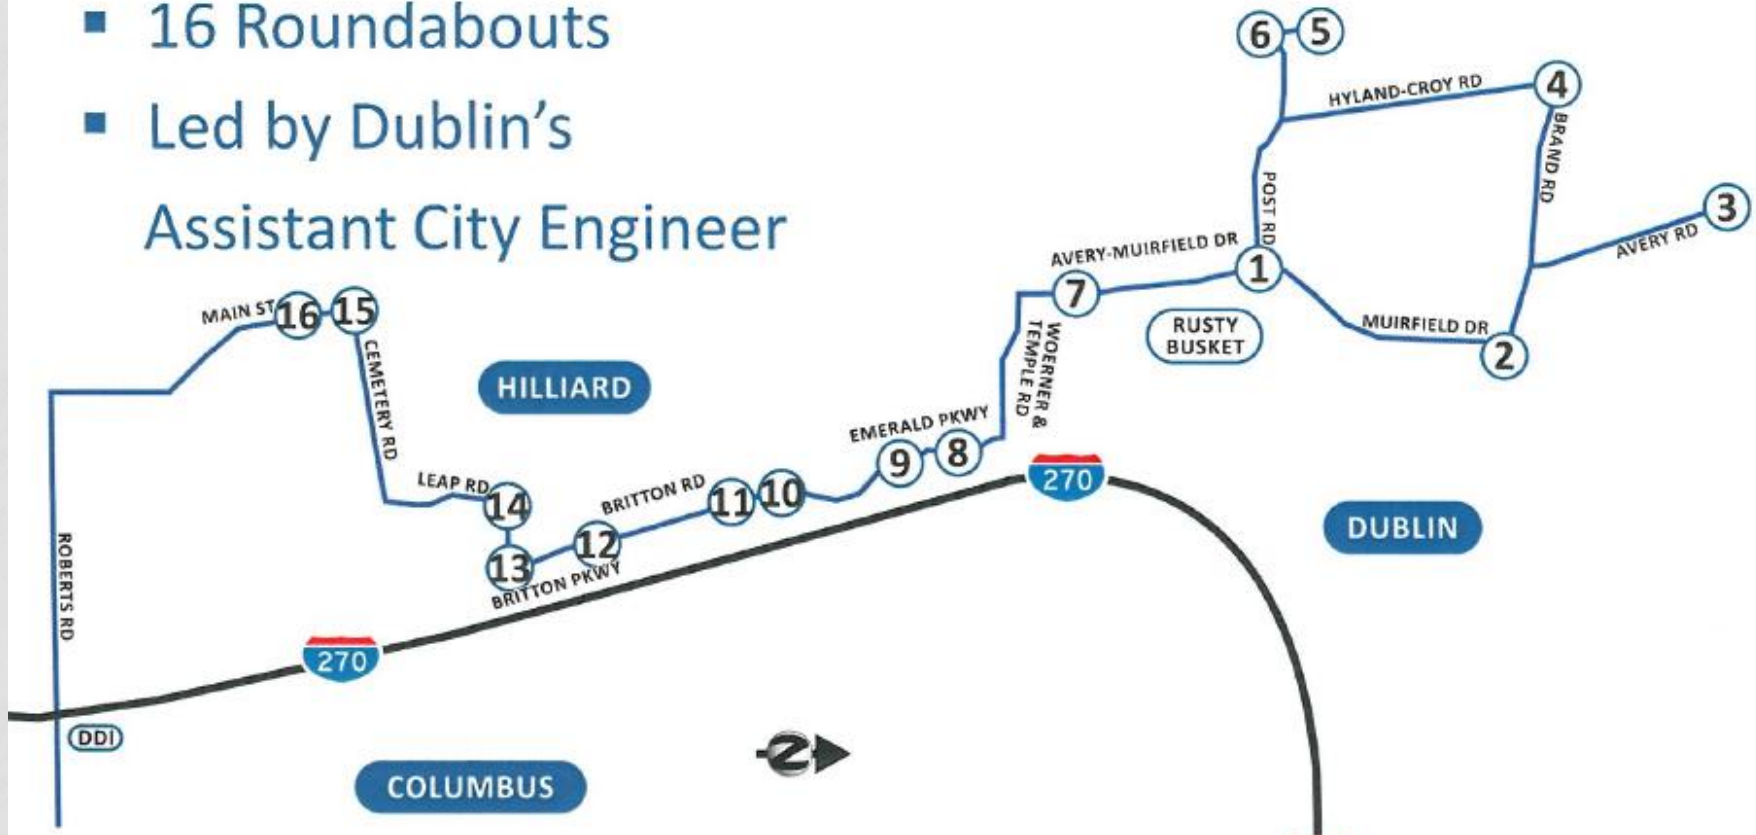 16 Roundabouts
Led by Dublin's
Assistant City Engineer
6
5
4
HYLAND-CROY RD
BRAND RD
POST RD
3
AVERY RD
AVERY-MUIRFIELD DR
1
7
RUSTY
BUSKET
MUIRFIELD DR
2
WOERNER &
TEMPLE RD
MAIN ST
16
15
CEMETERY RD
HILLIARD
EMERALD PKWY
9
8
270
LEAP RD
14
BRITTON RD
11
10
12
13
BRITTON PKWY
DUBLIN
ROBERTS RD
270
DDI
COLUMBUS
N